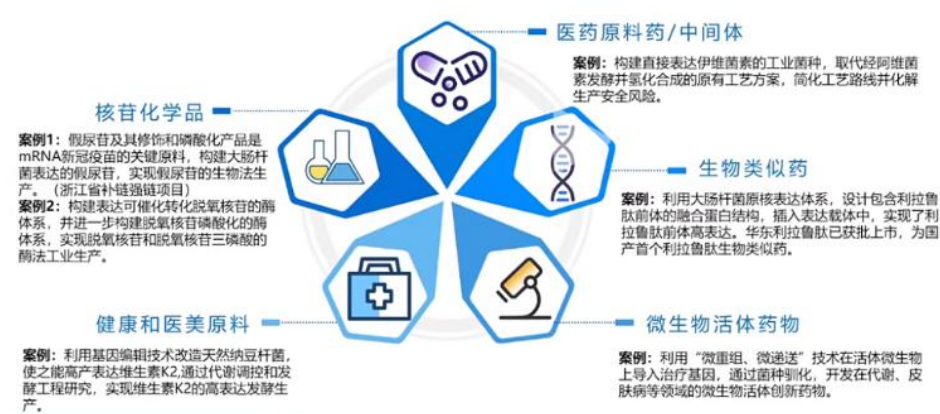 医药原料药/中间体
案例：构建直接表达伊维菌素的工业菌种，取代经阿维菌
素发酵并氢化合成的原有工艺方案，简化工艺路线并化解
生产安全风险。
核苷化学品
案例1：假尿苷及其修饰和磷酸化产品是
mRNA新冠疫苗的关键原料，构建大肠杆
菌表达的假尿苷，实现假尿苷的生物法生
产。（浙江省补链强链项目）
案例2：构建表达可催化转化脱氧核苷的酶
体系，并进一步构建脱氧核苷磷酸化的酶
体系，实现脱氧核苷和脱氧核苷三磷酸的
酶法工业生产。
生物类似药
案例：利用大肠杆菌原核表达体系，设计包含利拉鲁
肽前体的融合蛋白结构，插入表达载体中，实现了利
拉鲁肽前体高表达。华东利拉鲁肽已获批上市，为国
产首个利拉鲁肽生物类似药。
健康和医美原料
案例：利用基因编辑技术改造天然纳豆杆菌，
使之能高产表达维生素K2,通过代谢调控和发
酵工程研究，实现维生素K2的高表达发酵生
产。
微生物活体药物
案例：利用“微重组、微递送”技术在活体微生物
上导入治疗基因，通过菌种驯化，开发在代谢、皮
肤病等领域的微生物活体创新药物。